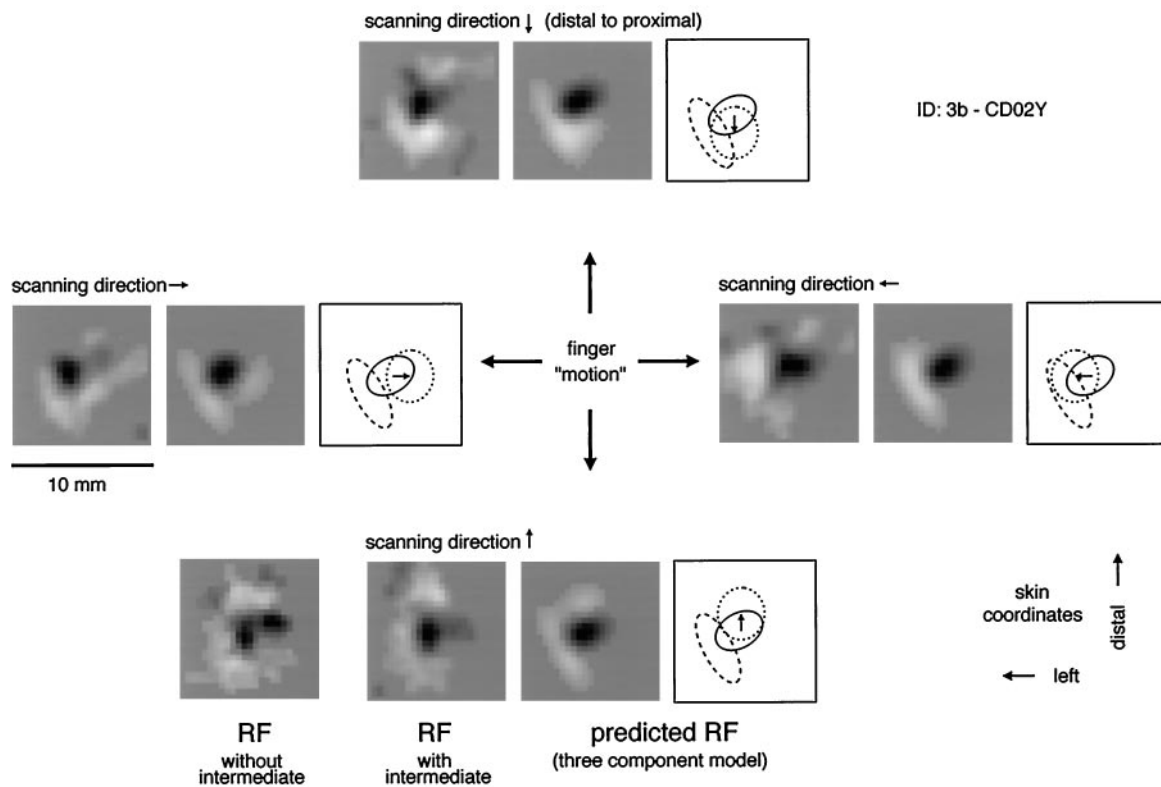 scanning direction ↓ (distal to proximal)
ID: 3b - CD02Y
scanning direction →
scanning direction ←
finger
"motion"
10 mm
scanning direction ↑
skin
coordinates
distal
← left
RF
without
intermediate
RF
with
intermediate
predicted RF
(three component model)